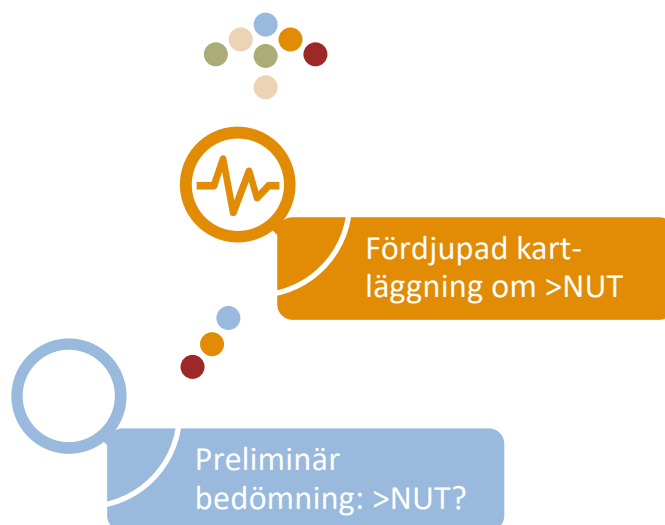 Fördjupad kart-
läggning om >NUT
Preliminär
bedömning: >NUT?